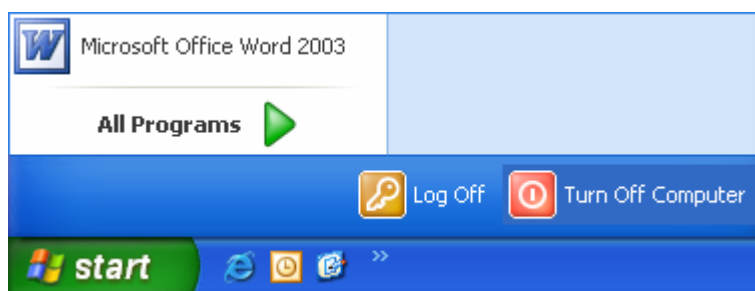 Microsoft Office Word 2003
All Programs
Log Off Turn Off Computer
start